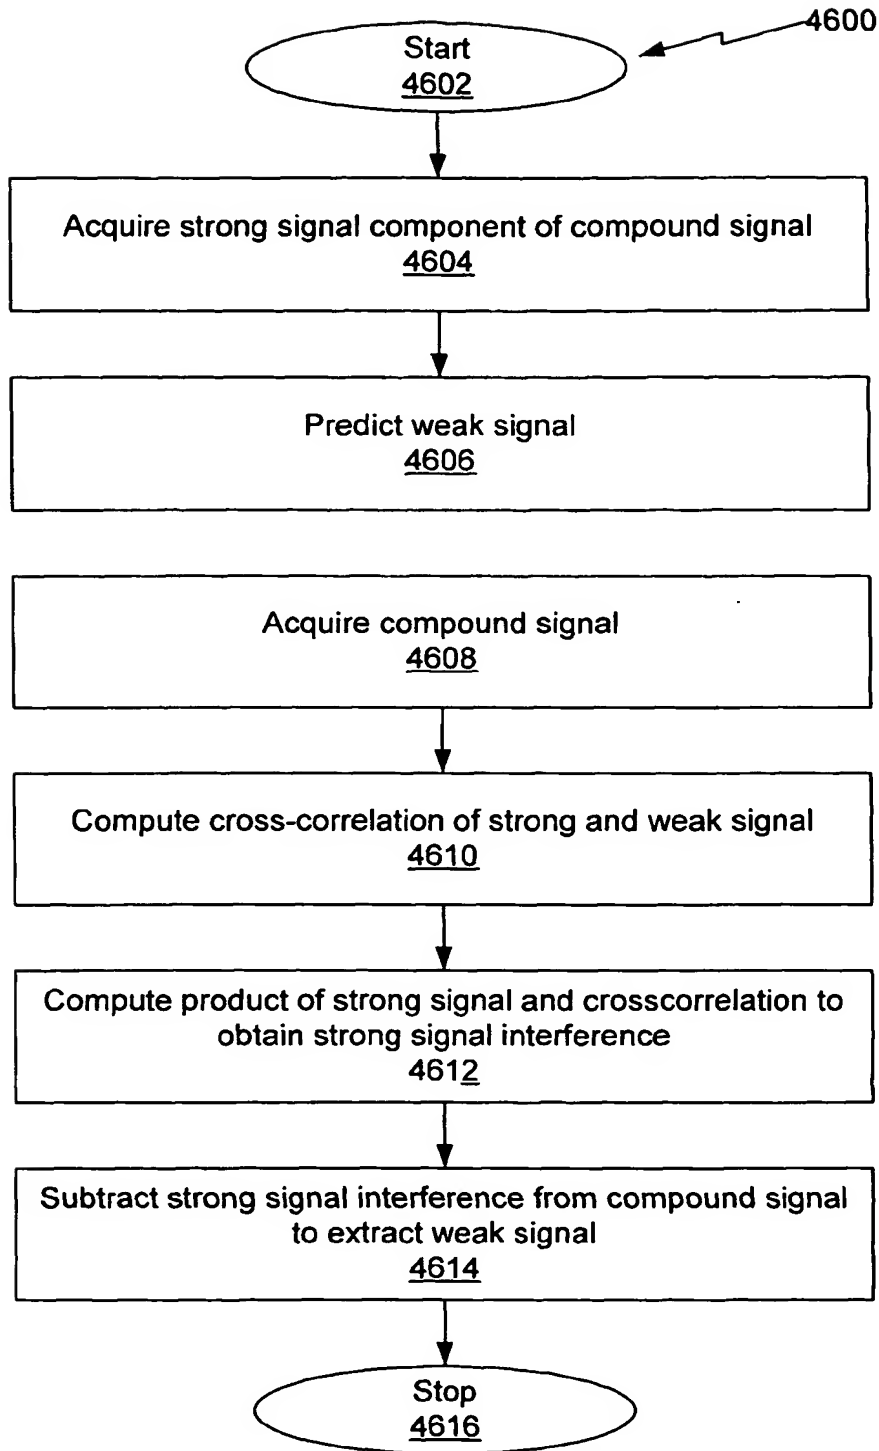 4600
Start
4602
Acquire strong signal component of compound signal
4604
Predict weak signal
4606
Acquire compound signal
4608
Compute cross-correlation of strong and weak signal
4610
Compute product of strong signal and crosscorrelation to
obtain strong signal interference
4612
Subtract strong signal interference from compound signal
to extract weak signal
4614
Stop
4616